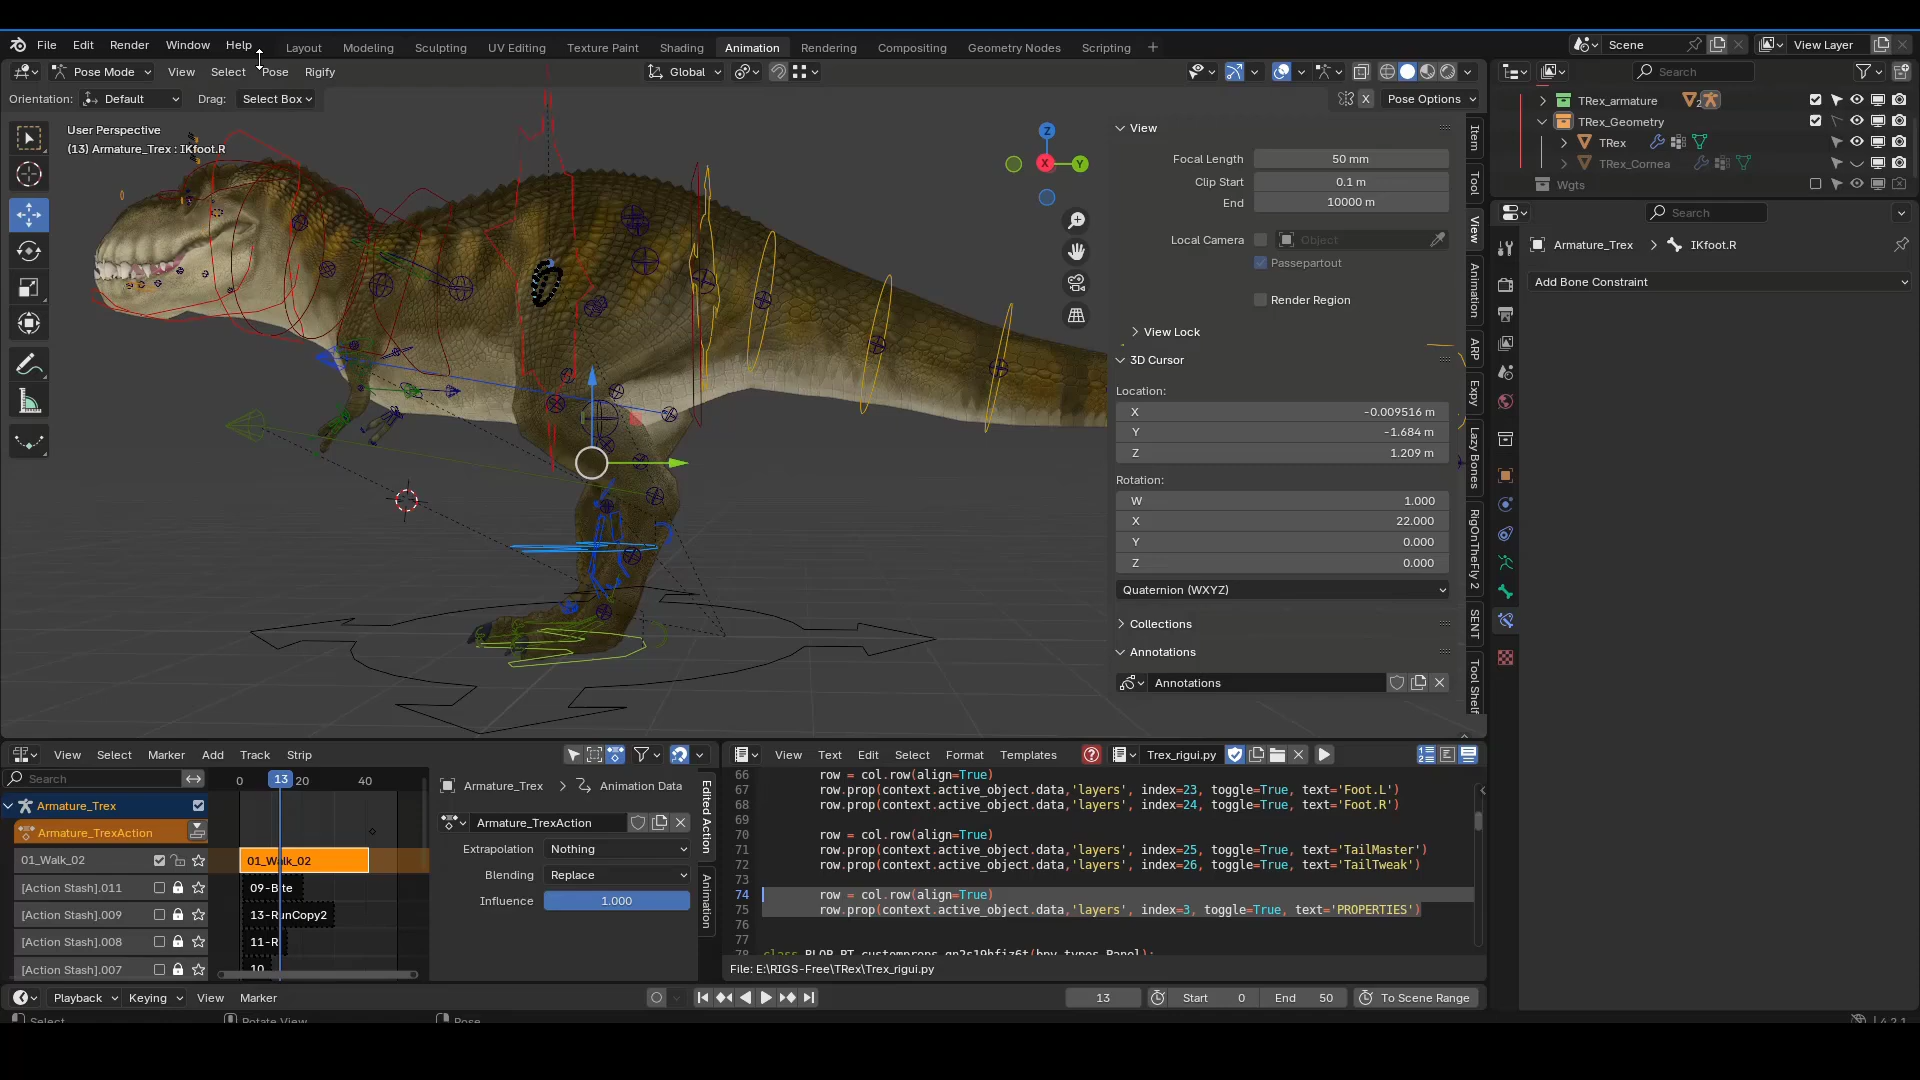 File Edit Render Window Help
Layout Modeling Sculpting UV Editing Texture Paint Shading Animation Rendering Compositing Geometry Nodes Scripting +
Scene
View Layer
Pose Mode View Select Pose Rigify
Global
Orientation: Default Drag: Select Box
X Pose Options
User Perspective
(13) Armature_Trex : IKfoot.R
Z
X
Y
View
Focal Length 50 mm
Clip Start 0.1 m
End 10000 m
Local Camera Object
Passepartout
Render Region
View Lock
3D Cursor
Location:
X -0.009516 m
Y -1.684 m
Z 1.209 m
Rotation:
W 1.000
X 22.000
Y 0.000
Z 0.000
Quaternion (WXYZ)
Collections
Annotations
Annotations
Item
Tool
View
Animation
ARP
Expy
Lazy Bones
RigOnTheFly 2
SENT
Tool Shelf
Search
TRex_armature 2
TRex_Geometry
TRex
TRex_Cornea
Wgts
Search
Armature_Trex > IKfoot.R
Add Bone Constraint
View Select Marker Add Track Strip
Search
0 13 20 40
Armature_Trex
Armature_TrexAction
01_Walk_02 01_Walk_02
[Action Stash].011 09-Bite
[Action Stash].009 13-RunCopy2
[Action Stash].008 11-R
[Action Stash].007 10
Armature_Trex > Animation Data
Armature_TrexAction
Extrapolation Nothing
Blending Replace
Influence 1.000
Edited Action
Animation
View Text Edit Select Format Templates
Trex_rigui.py
66 row = col.row(align=True)
67 row.prop(context.active_object.data,'layers', index=23, toggle=True, text='Foot.L')
68 row.prop(context.active_object.data,'layers', index=24, toggle=True, text='Foot.R')
69
70 row = col.row(align=True)
71 row.prop(context.active_object.data,'layers', index=25, toggle=True, text='TailMaster')
72 row.prop(context.active_object.data,'layers', index=26, toggle=True, text='TailTweak')
73
74 row = col.row(align=True)
75 row.prop(context.active_object.data,'layers', index=3, toggle=True, text='PROPERTIES')
76
77
File: E:\RIGS-Free\TRex\Trex_rigui.py
Playback Keying View Marker
13 Start 0 End 50 To Scene Range
Select Rotate View Pose